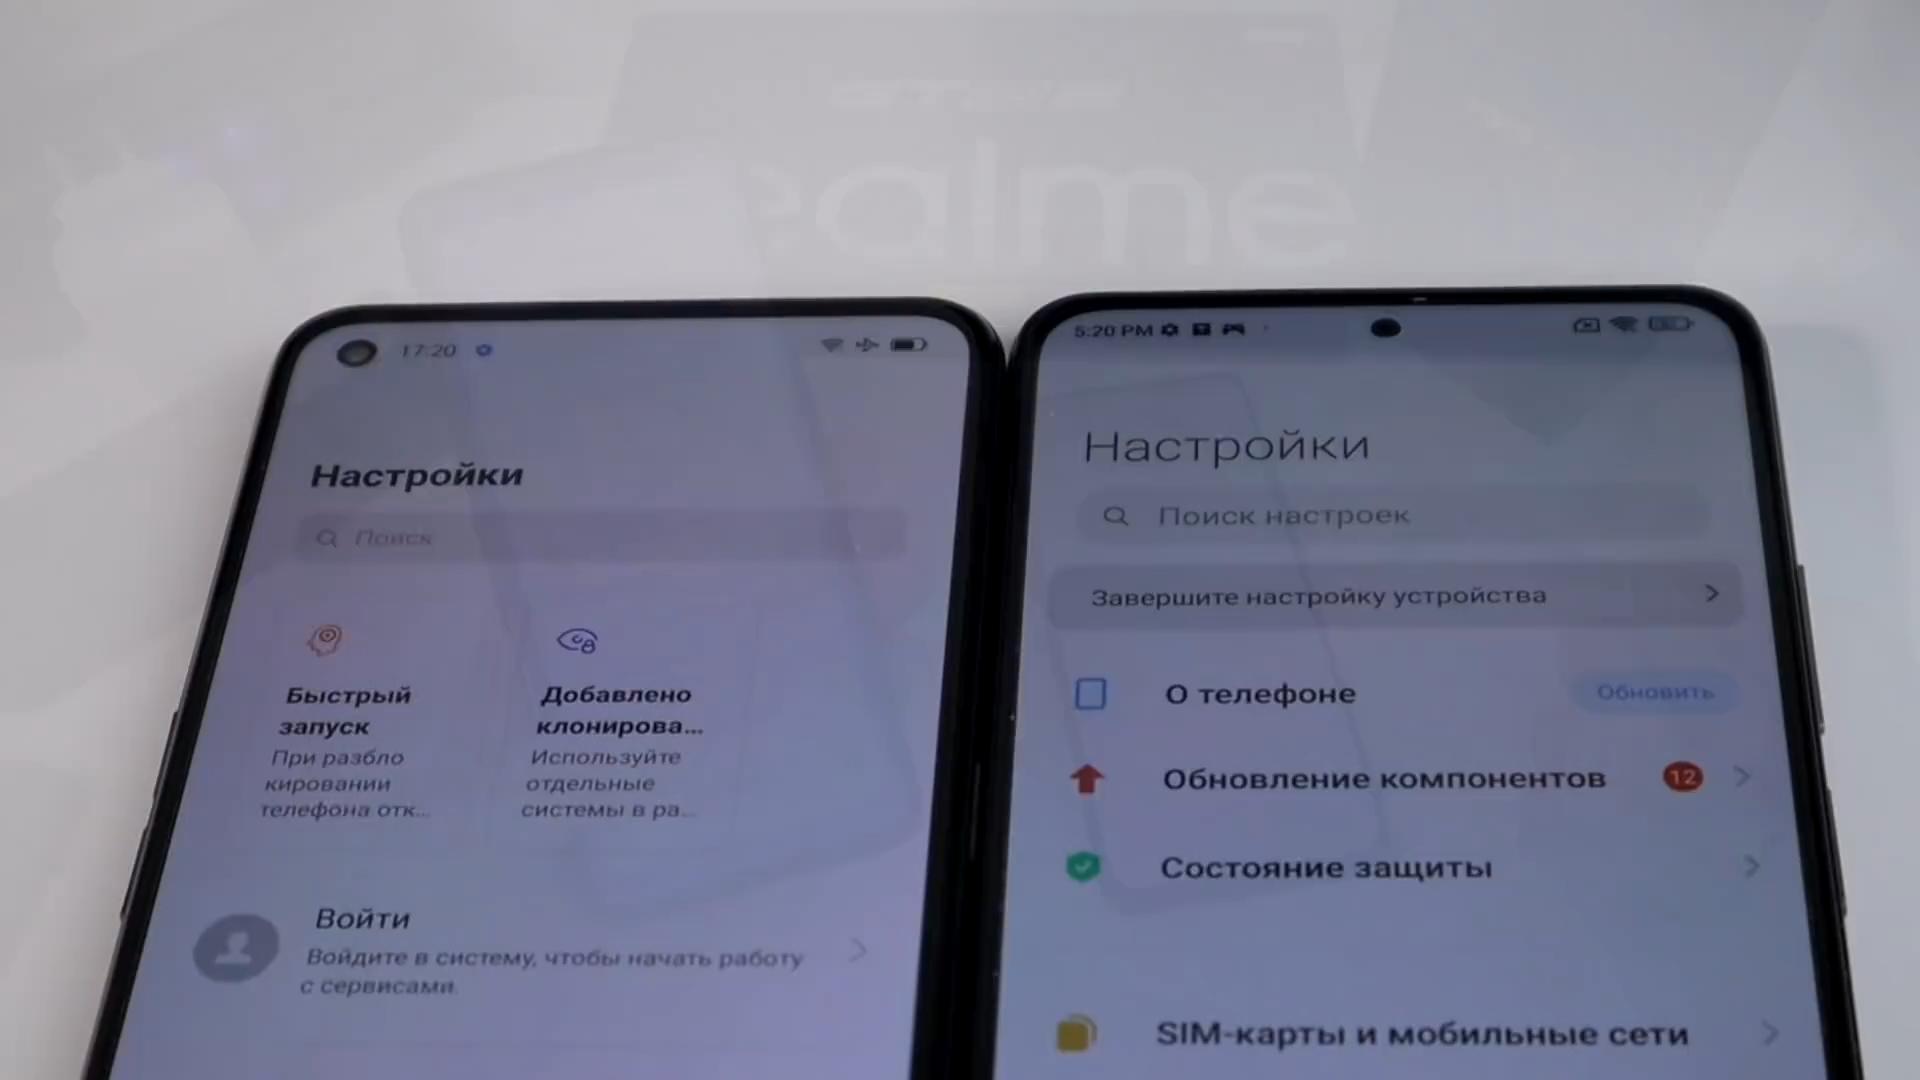 realme
17:20
Настройки
Поиск
Быстрый
запуск
При разбло
кировании
телефона отк...
Добавлено
клонирова...
Используйте
отдельные
системы в ра...
Войти
Войдите в систему, чтобы начать работу
с сервисами.
5:20 PM
Настройки
Поиск настроек
Завершите настройку устройства
О телефоне
Обновить
Обновление компонентов
12
Состояние защиты
SIM-карты и мобильные сети